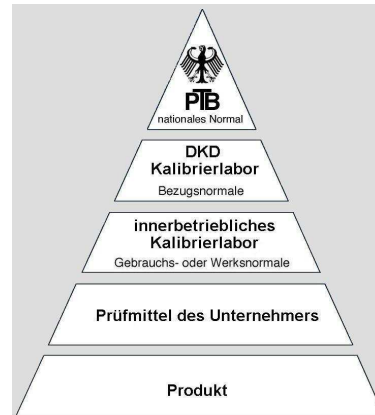 PTB
nationales Normal
DKD
Kalibrierlabor
Bezugsnormale
innerbetriebliches
Kalibrierlabor
Gebrauchs- oder Werksnormale
Prüfmittel des Unternehmers
Produkt